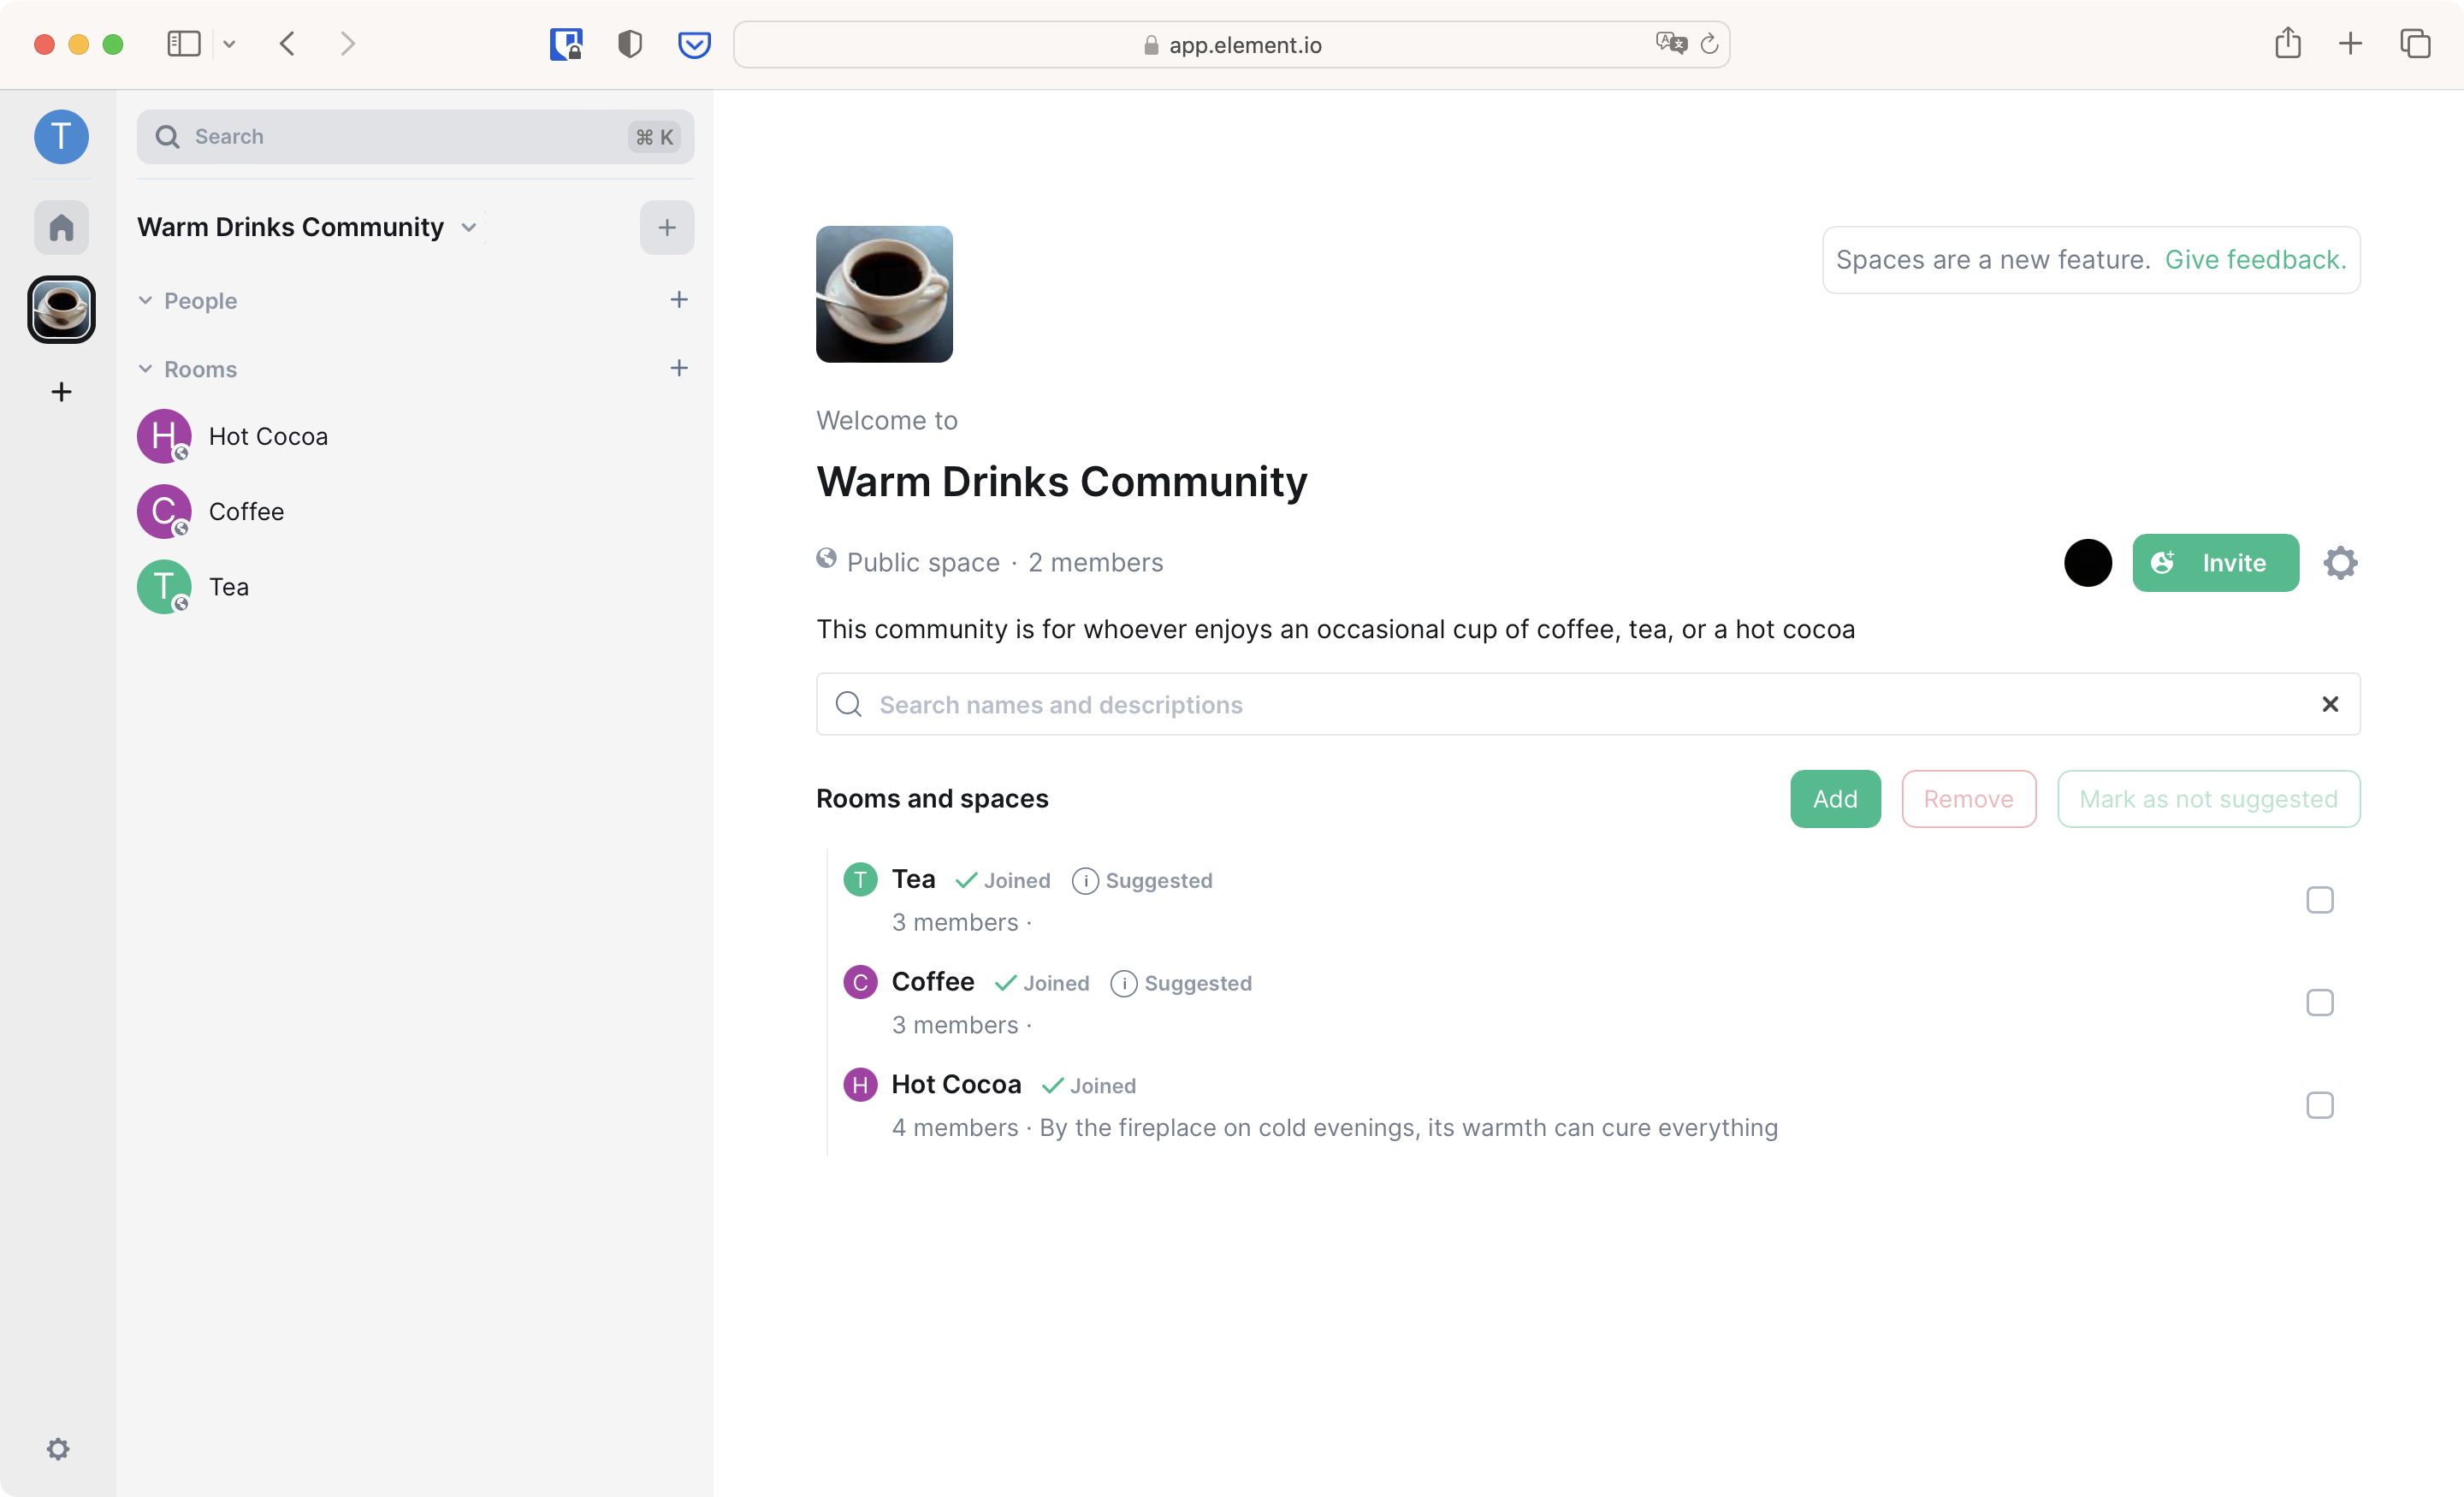 app.element.io
T
Search
⌘ K
Warm Drinks Community
People
Rooms
H
Hot Cocoa
C
Coffee
T
Tea
Spaces are a new feature. Give feedback.
Welcome to
Warm Drinks Community
Public space · 2 members
Invite
This community is for whoever enjoys an occasional cup of coffee, tea, or a hot cocoa
Search names and descriptions
Rooms and spaces
Add
Remove
Mark as not suggested
T Tea Joined Suggested
3 members ·
C Coffee Joined Suggested
3 members ·
H Hot Cocoa Joined
4 members · By the fireplace on cold evenings, its warmth can cure everything